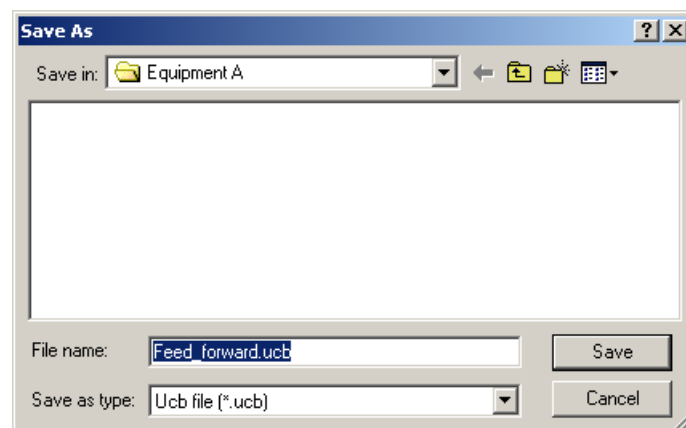 Save As
Save in: Equipment A
File name: Feed_forward.ucb Save
Save as type: Ucb file (*.ucb) Cancel